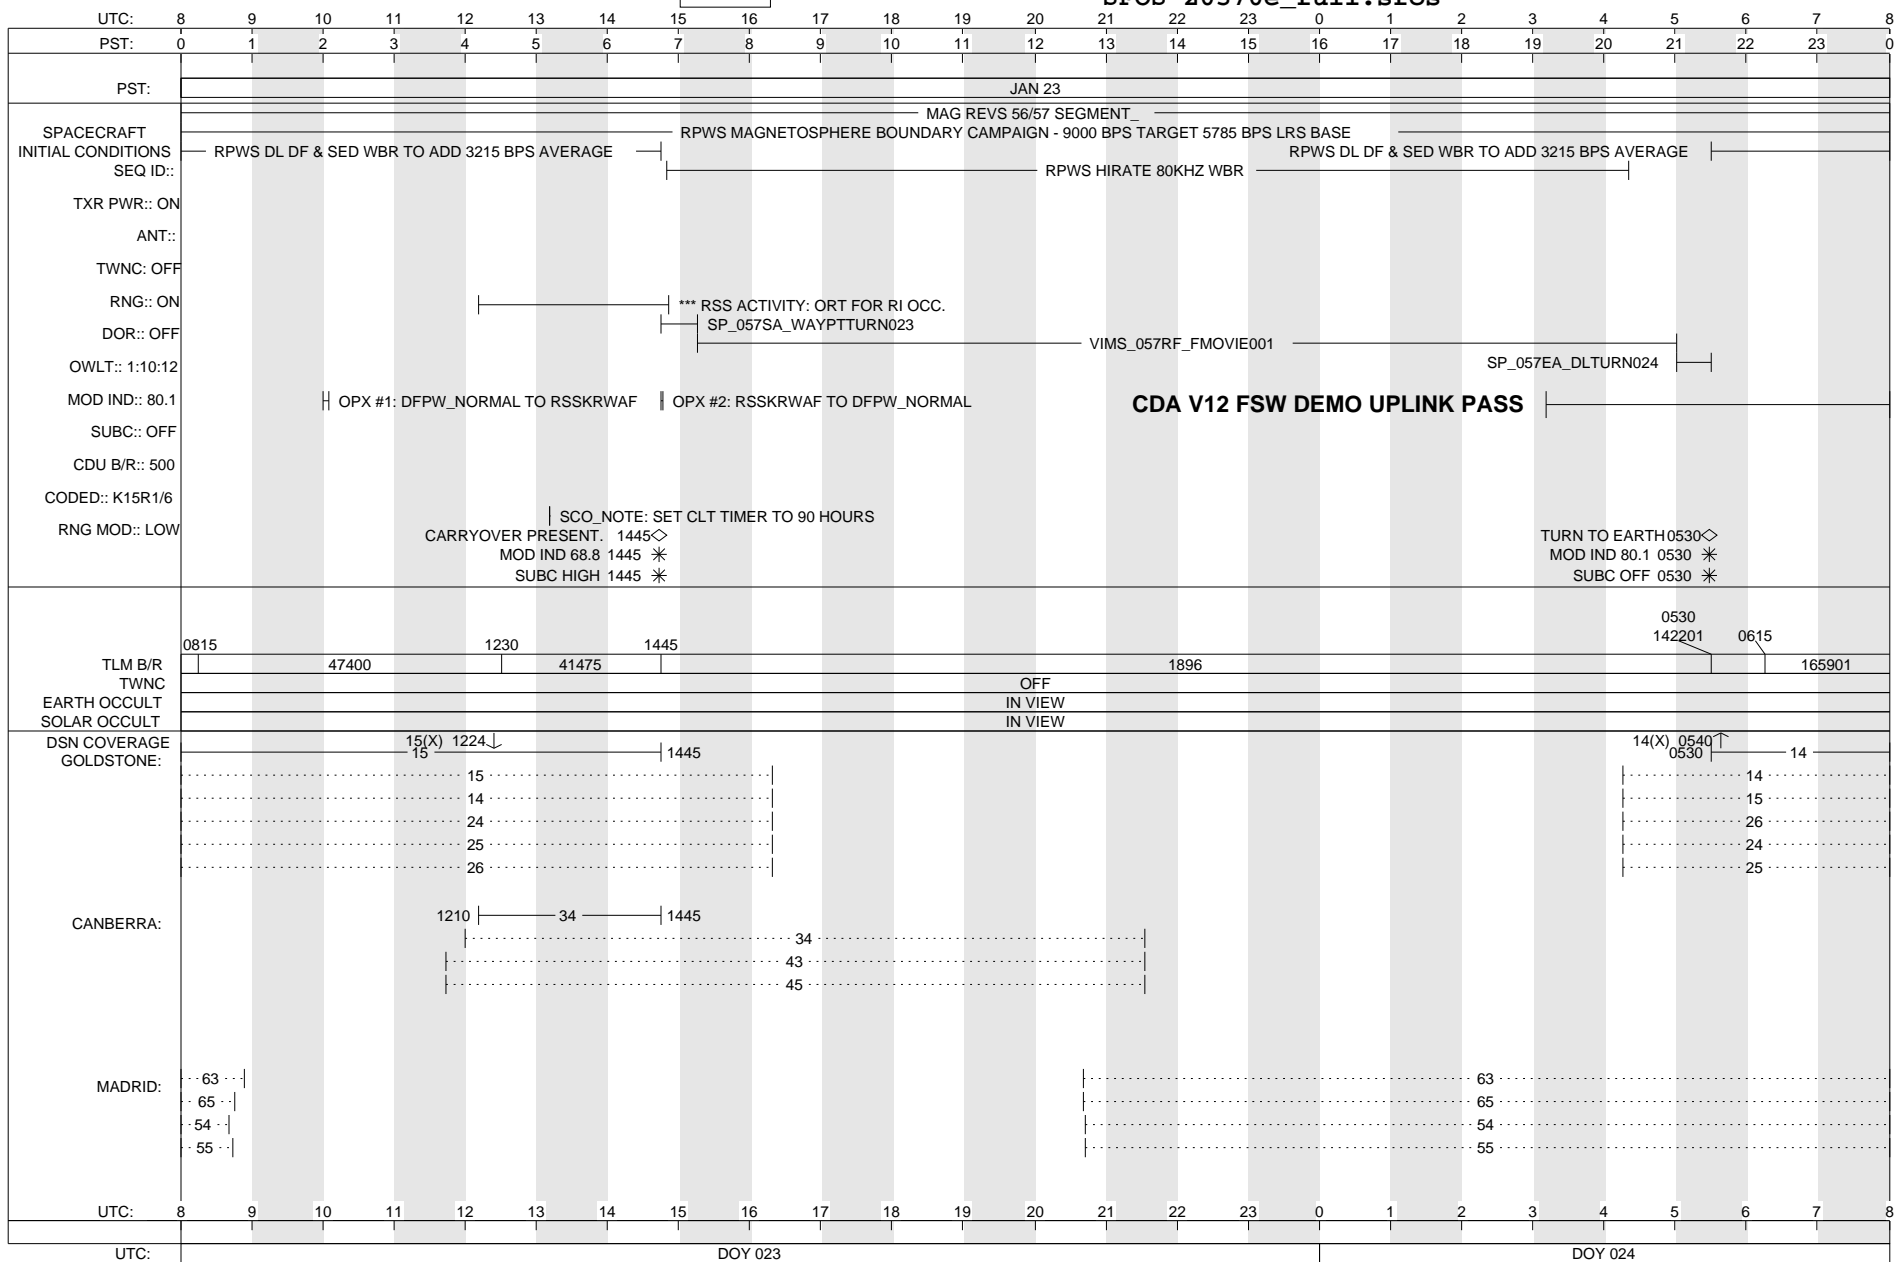 UTC: 8 9 10 11 12 13 14 15 16 17 18 19 20 21 22 23 0 1 2 3 4 5 6 7 8
PST: 0 1 2 3 4 5 6 7 8 9 10 11 12 13 14 15 16 17 18 19 20 21 22 23 0
PST: JAN 23
MAG REVS 56/57 SEGMENT_
SPACECRAFT RPWS MAGNETOSPHERE BOUNDARY CAMPAIGN - 9000 BPS TARGET 5785 BPS LRS BASE
INITIAL CONDITIONS RPWS DL DF & SED WBR TO ADD 3215 BPS AVERAGE RPWS DL DF & SED WBR TO ADD 3215 BPS AVERAGE
SEQ ID:: RPWS HIRATE 80KHZ WBR
TXR PWR:: ON
ANT::
TWNC: OFF
RNG:: ON *** RSS ACTIVITY: ORT FOR RI OCC.
SP_057SA_WAYPTTURN023
DOR:: OFF VIMS_057RF_FMOVIE001
OWLT:: 1:10:12 SP_057EA_DLTURN024
MOD IND:: 80.1 OPX #1: DFPW_NORMAL TO RSSKRWAF OPX #2: RSSKRWAF TO DFPW_NORMAL CDA V12 FSW DEMO UPLINK PASS
SUBC:: OFF
CDU B/R:: 500
CODED:: K15R1/6
SCO_NOTE: SET CLT TIMER TO 90 HOURS
RNG MOD:: LOW CARRYOVER PRESENT. 1445 TURN TO EARTH 0530
MOD IND 68.8 1445 MOD IND 80.1 0530
SUBC HIGH 1445 SUBC OFF 0530
0530
0815 1230 1445 142201 0615
TLM B/R 47400 41475 1896 165901
TWNC OFF
EARTH OCCULT IN VIEW
SOLAR OCCULT IN VIEW
DSN COVERAGE 15(X) 1224 14(X) 0540
GOLDSTONE: 15 1445 0530 14
15 14
14 15
24 26
25 24
26 25
CANBERRA: 1210 34 1445
34
43
45
MADRID: 63 63
65 65
54 54
55 55
UTC: 8 9 10 11 12 13 14 15 16 17 18 19 20 21 22 23 0 1 2 3 4 5 6 7 8
UTC: DOY 023 DOY 024